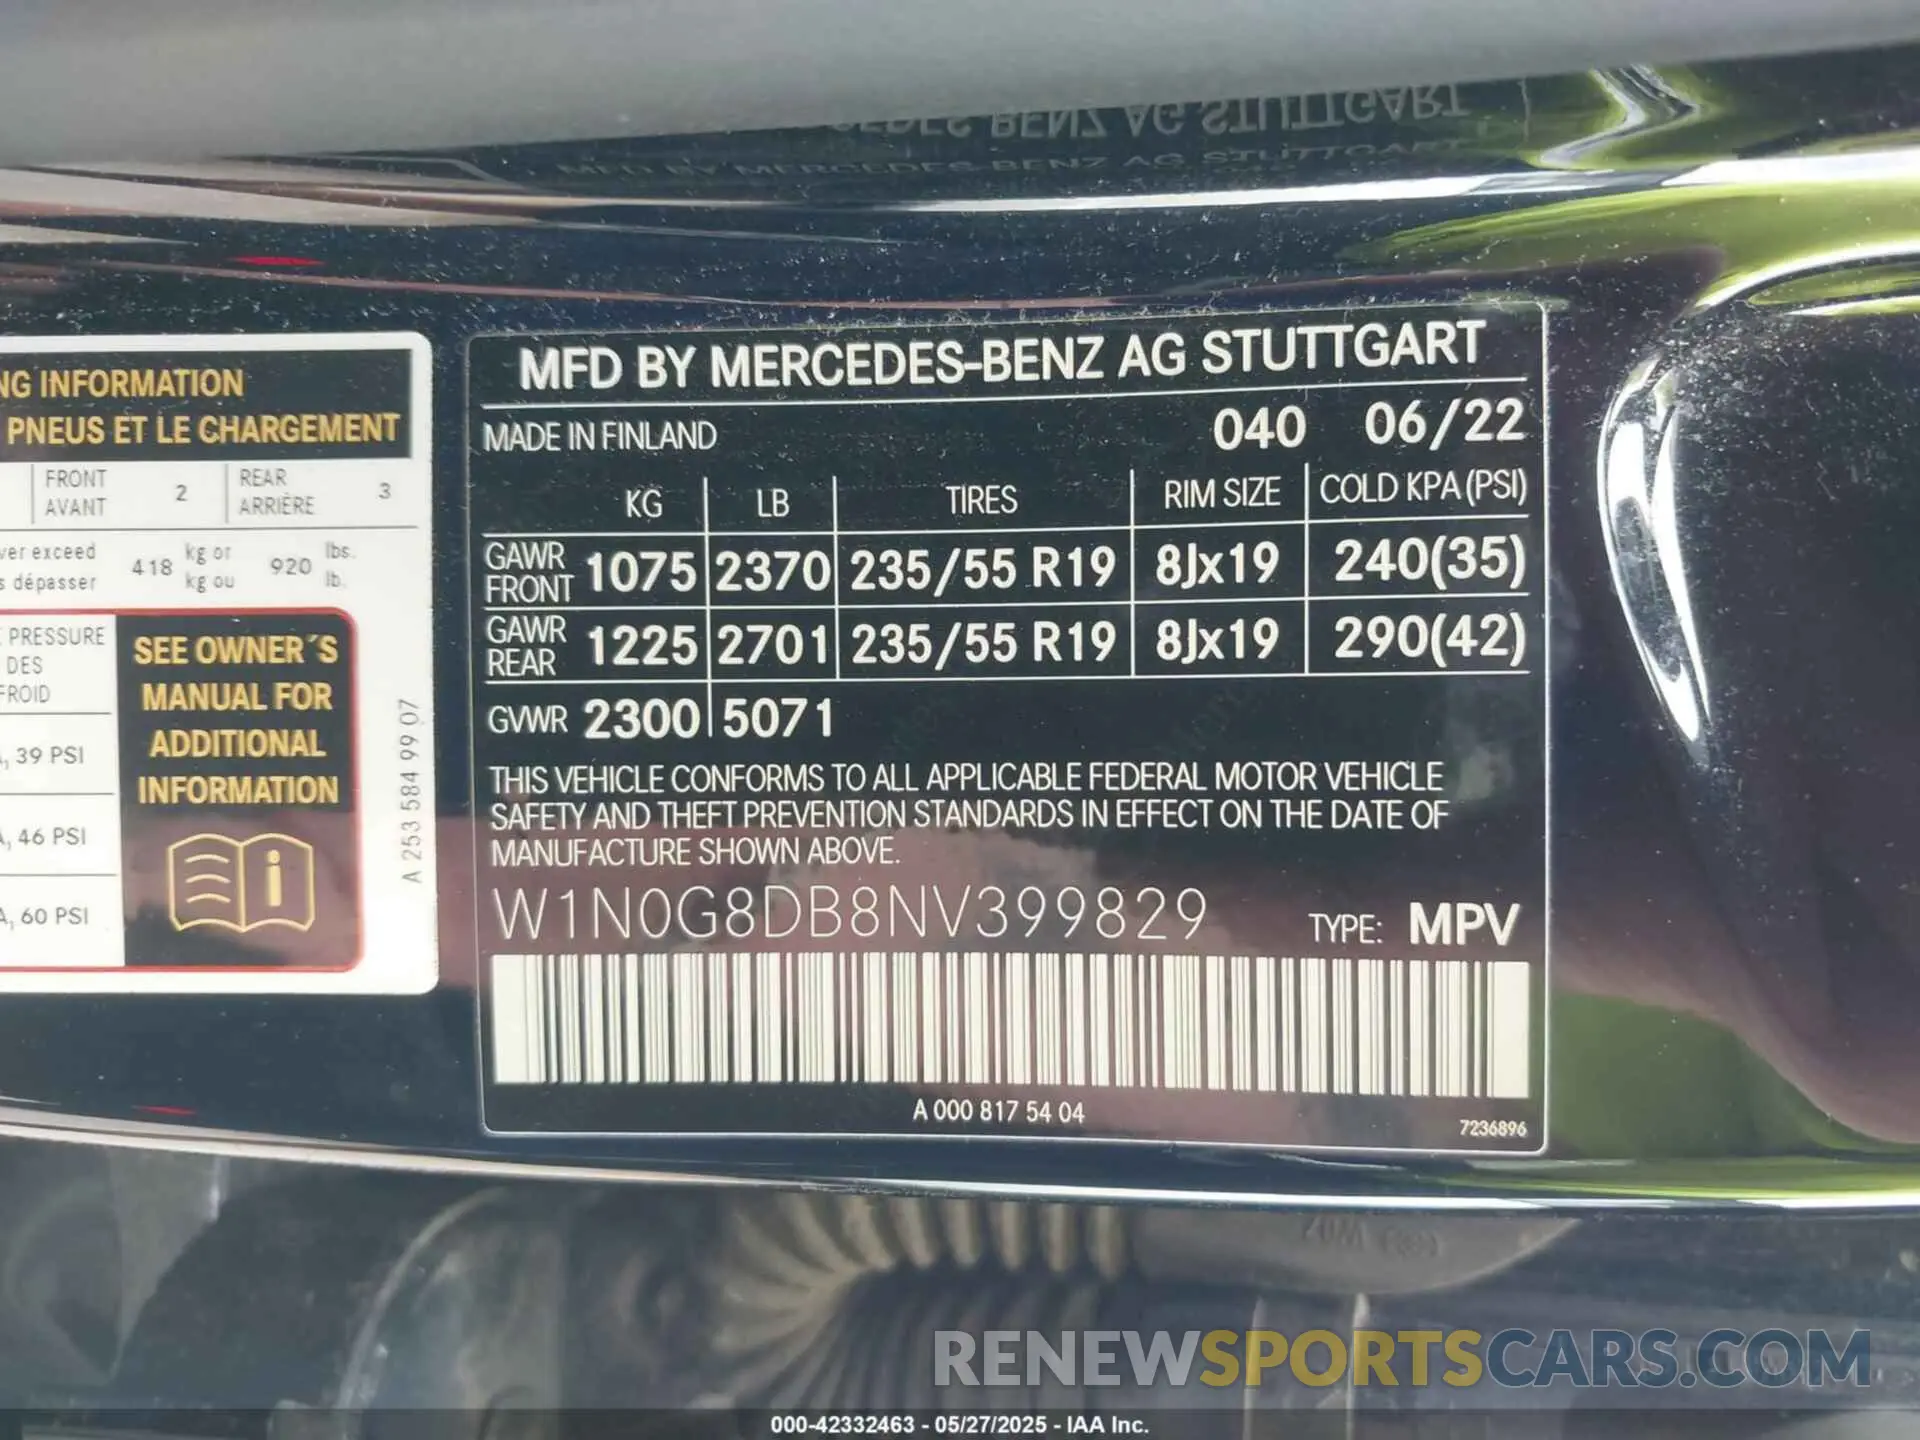 NG INFORMATION
PNEUS ET LE CHARGEMENT
FRONT
AVANT
2
REAR
ARRIÈRE
3
ver exceed
s dépasser
418
kg or
kg ou
920
lbs.
lb.
PRESSURE
DES
FROID
, 39 PSI
, 46 PSI
, 60 PSI
SEE OWNER´S
MANUAL FOR
ADDITIONAL
INFORMATION
A 253 584 99 07
MFD BY MERCEDES-BENZ AG STUTTGART
MADE IN FINLAND 040 06/22
KG LB TIRES RIM SIZE COLD KPA (PSI)
GAWR FRONT 1075 2370 235/55 R19 8Jx19 240(35)
GAWR REAR 1225 2701 235/55 R19 8Jx19 290(42)
GVWR 2300 5071
THIS VEHICLE CONFORMS TO ALL APPLICABLE FEDERAL MOTOR VEHICLE
SAFETY AND THEFT PREVENTION STANDARDS IN EFFECT ON THE DATE OF
MANUFACTURE SHOWN ABOVE.
W1N0G8DB8NV399829 TYPE: MPV
A 000 817 54 04
7236896
RENEWSPORTSCARS.COM
000-42332463 - 05/27/2025 - IAA Inc.